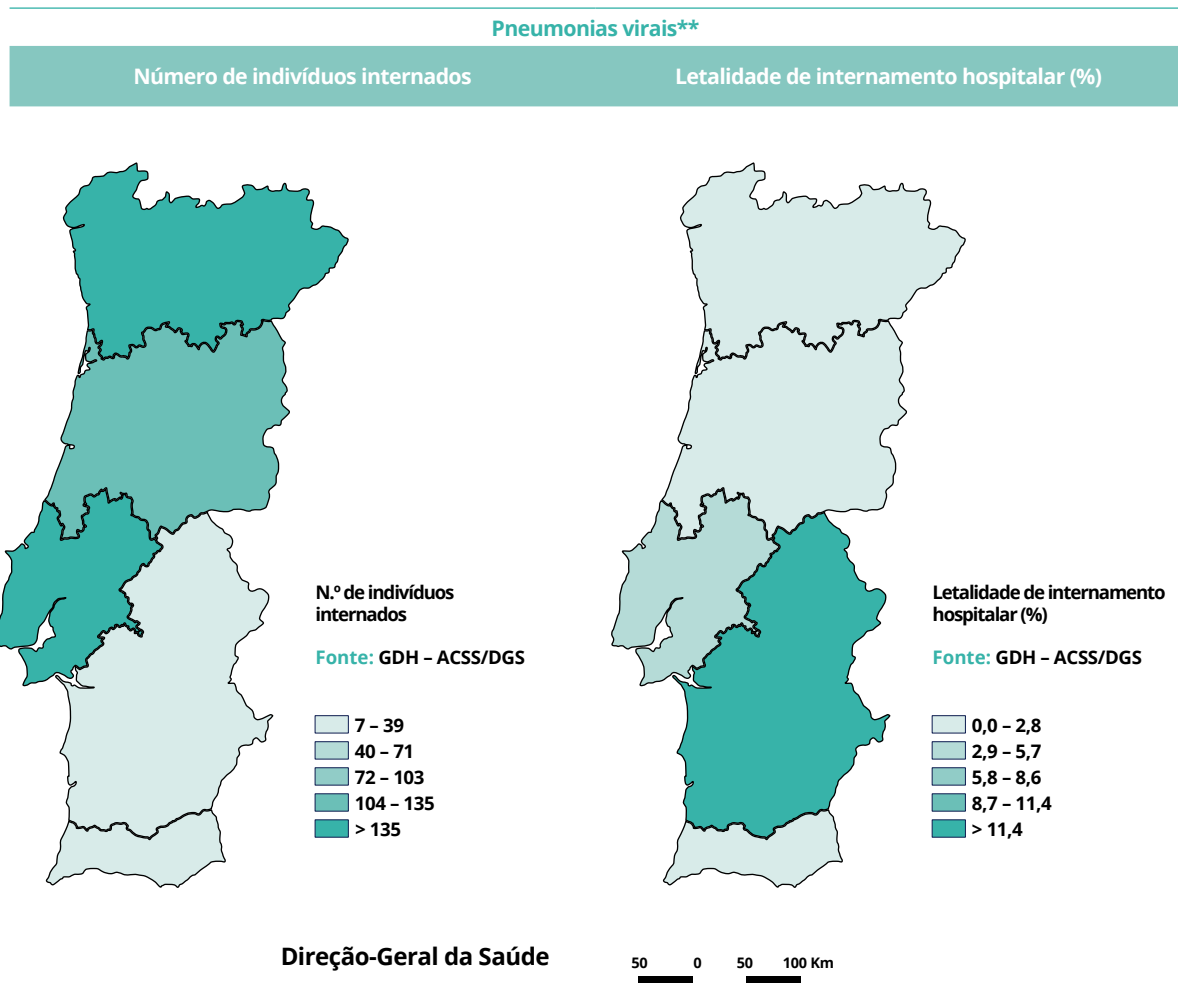 Pneumonias virais**
Número de indivíduos internados
Letalidade de internamento hospitalar (%)
N.º de indivíduos
internados
Fonte: GDH – ACSS/DGS
7 – 39
40 – 71
72 – 103
104 – 135
> 135
Letalidade de internamento
hospitalar (%)
Fonte: GDH – ACSS/DGS
0,0 – 2,8
2,9 – 5,7
5,8 – 8,6
8,7 – 11,4
> 11,4
Direção-Geral da Saúde
50 0 50 100 Km